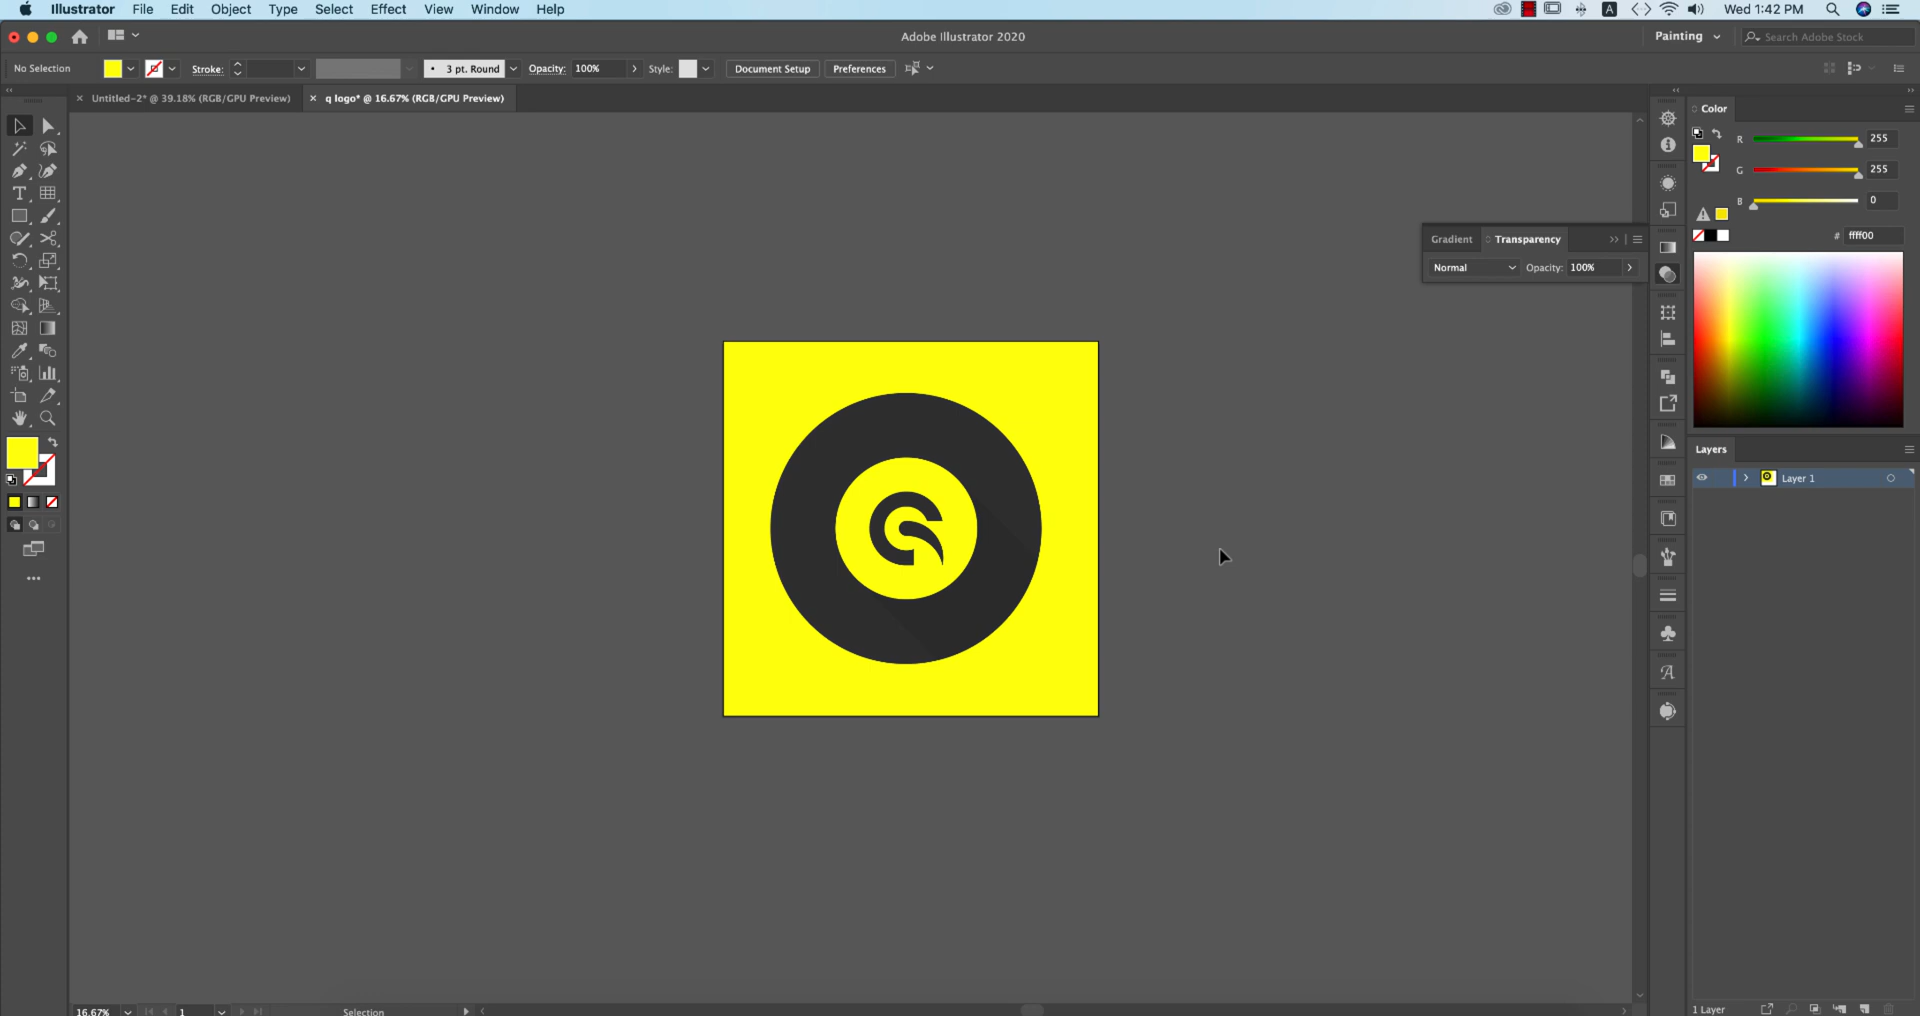 Illustrator File Edit Object Type Select Effect View Window Help
A Wed 1:42 PM
Adobe Illustrator 2020
Painting
Search Adobe Stock
No Selection
Stroke:
3 pt. Round
Opacity: 100%
Style:
Document Setup
Preferences
Untitled-2* @ 39.18% (RGB/GPU Preview)
q logo* @ 16.67% (RGB/GPU Preview)
Color
R 255
G 255
B 0
# ffff00
Gradient Transparency
Normal Opacity: 100%
Layers
Layer 1
16.67% 1 Selection
1 Layer